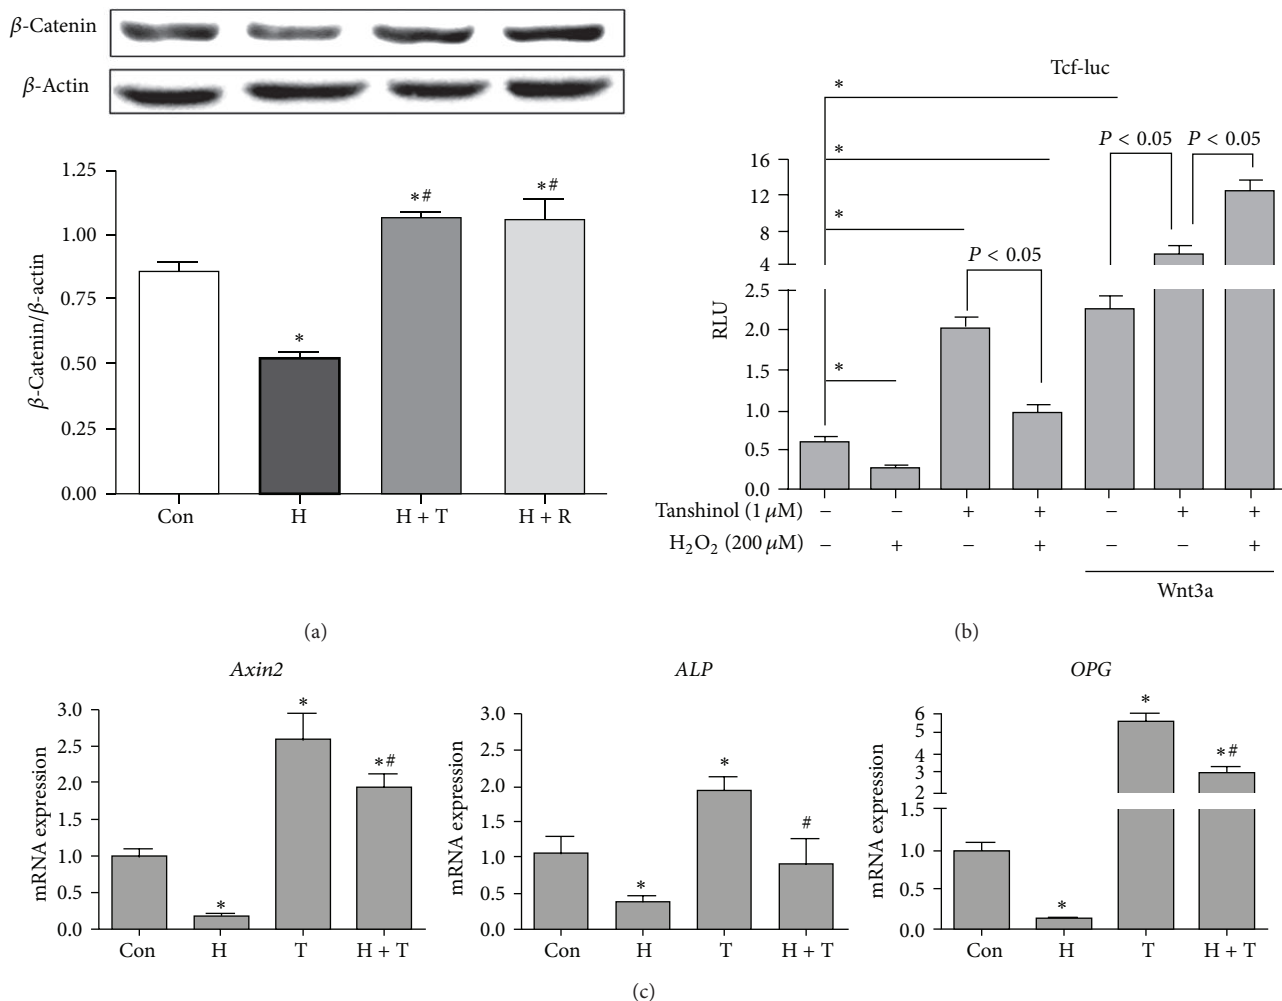 β-Catenin
β-Actin
1.25
1.00
0.75
0.50
0.25
0.00
β-Catenin/β-actin
*
*#
*#
Con H H + T H + R
(a)
Tcf-luc
*
*
*
*
P < 0.05
P < 0.05
P < 0.05
16
12
8
4
2.5
2.0
1.5
1.0
0.5
0.0
RLU
Tanshinol (1 μM) − − + + − + +
H₂O₂ (200 μM) − + − + − − +
Wnt3a
(b)
Axin2
3.0
2.5
2.0
1.5
1.0
0.5
0.0
mRNA expression
*
*
*#
Con H T H + T
ALP
3.0
2.5
2.0
1.5
1.0
0.5
0.0
mRNA expression
*
*
#
Con H T H + T
OPG
6
5
4
3
2
1.5
1.0
0.5
0.0
mRNA expression
*
*
*#
Con H T H + T
(c)